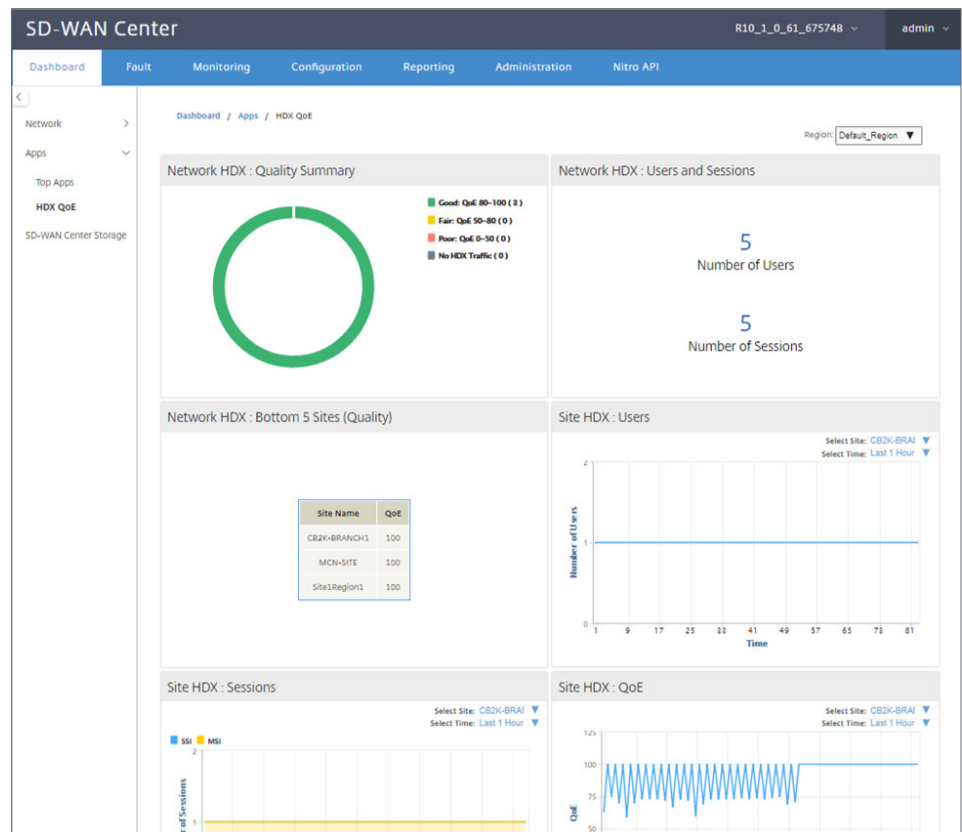 SD-WAN Center
R10_1_0_61_675748
admin
Dashboard Fault Monitoring Configuration Reporting Administration Nitro API
Network
Apps
Top Apps
HDX QoE
SD-WAN Center Storage
Dashboard / Apps / HDX QoE
Region: Default_Region
Network HDX : Quality Summary
Good: QoE 80-100 ( 3 )
Fair: QoE 50-80 ( 0 )
Poor: QoE 0-50 ( 0 )
No HDX Traffic ( 0 )
Network HDX : Users and Sessions
5
Number of Users
5
Number of Sessions
Network HDX : Bottom 5 Sites (Quality)
Site Name QoE
CB2K-BRANCH1 100
MCN-SITE 100
Site1Region1 100
Site HDX : Users
Select Site: CB2K-BRAI
Select Time: Last 1 Hour
Number of Users
2
1
0
1 9 17 25 33 41 49 57 65 73 81
Time
Site HDX : Sessions
Select Site: CB2K-BRAI
Select Time: Last 1 Hour
SSI MSI
2
1
r of Sessions
Site HDX : QoE
Select Site: CB2K-BRAI
Select Time: Last 1 Hour
125
100
75
50
QoE